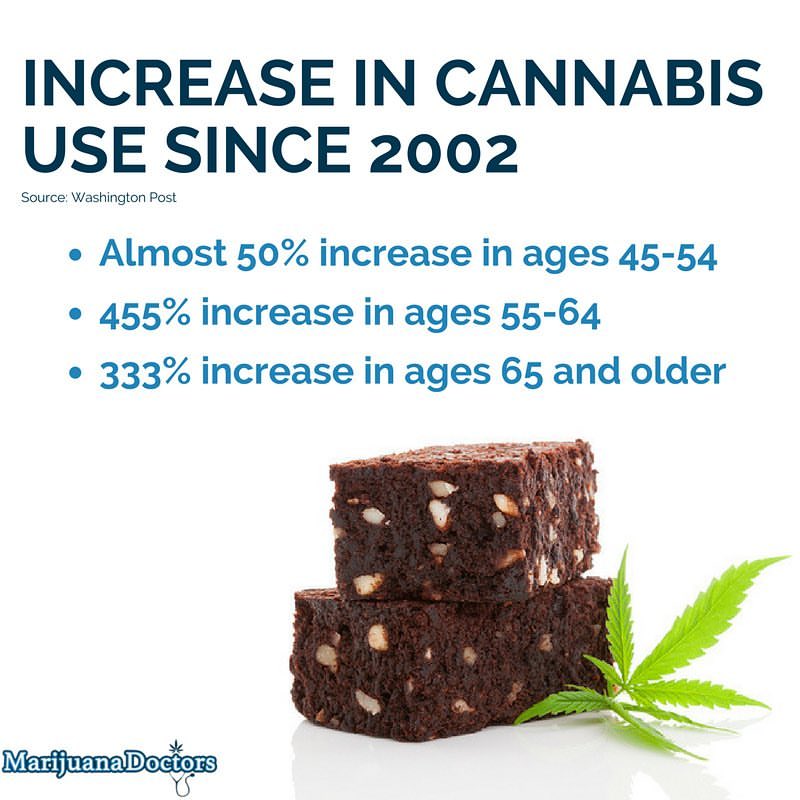 INCREASE IN CANNABIS
USE SINCE 2002
Source: Washington Post
• Almost 50% increase in ages 45-54
• 455% increase in ages 55-64
• 333% increase in ages 65 and older
MarijuanaDoctors